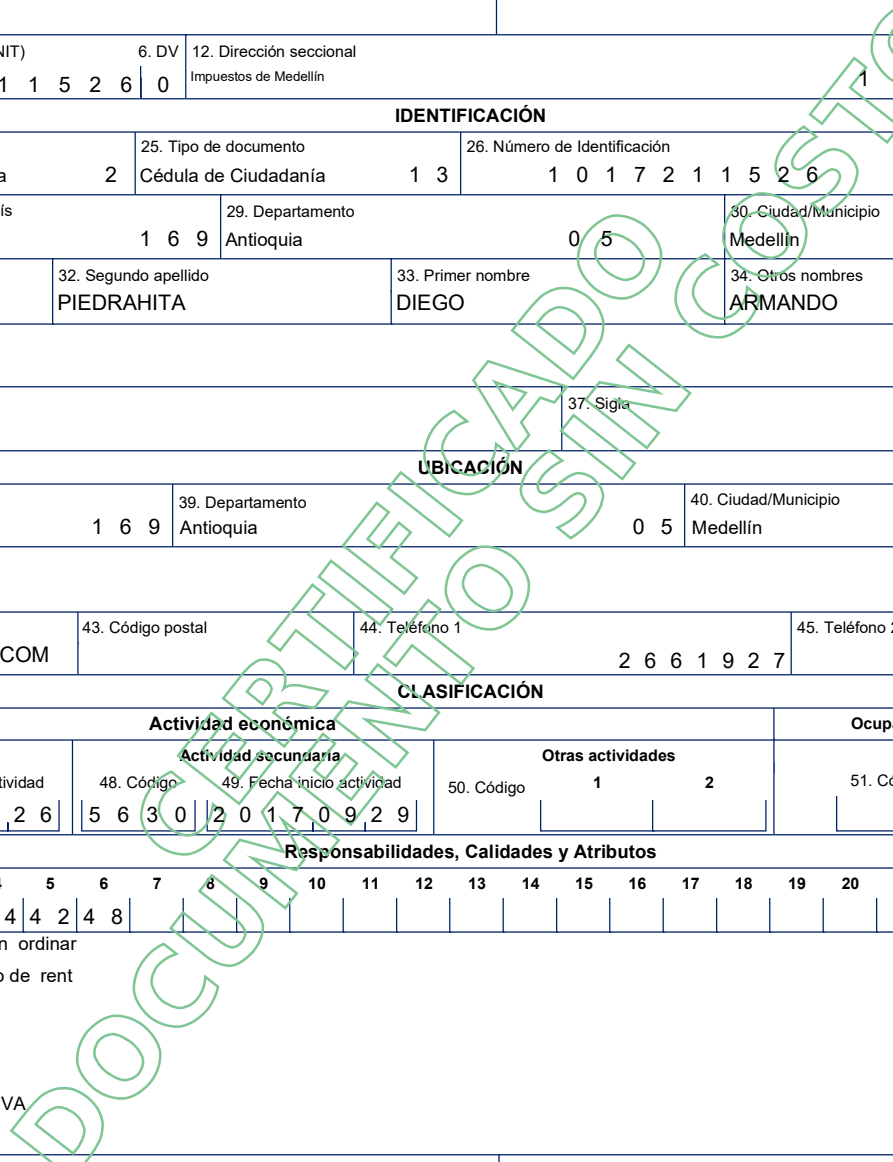 NIT) 6. DV 12. Dirección seccional
1 1 5 2 6 0 Impuestos de Medellín 1
IDENTIFICACIÓN
25. Tipo de documento 26. Número de Identificación
a 2 Cédula de Ciudadanía 1 3 1 0 1 7 2 1 1 5 2 6
ís 29. Departamento 30. Ciudad/Municipio
1 6 9 Antioquia 0 5 Medellín
32. Segundo apellido 33. Primer nombre 34. Otros nombres
PIEDRAHITA DIEGO ARMANDO
37. Sigla
UBICACIÓN
39. Departamento 40. Ciudad/Municipio
1 6 9 Antioquia 0 5 Medellín
43. Código postal 44. Teléfono 1 45. Teléfono 2
COM 2 6 6 1 9 2 7
CLASIFICACIÓN
Actividad económica Ocup
Actividad secundaria Otras actividades
tividad 48. Código 49. Fecha inicio actividad 50. Código 1 2 51. Có
2 6 5 6 3 0 2 0 1 7 0 9 2 9
Responsabilidades, Calidades y Atributos
5 6 7 8 9 10 11 12 13 14 15 16 17 18 19 20
4 4 2 4 8
n ordinar
o de rent
VA
CERTIFICADO
DOCUMENTO SIN COSTO